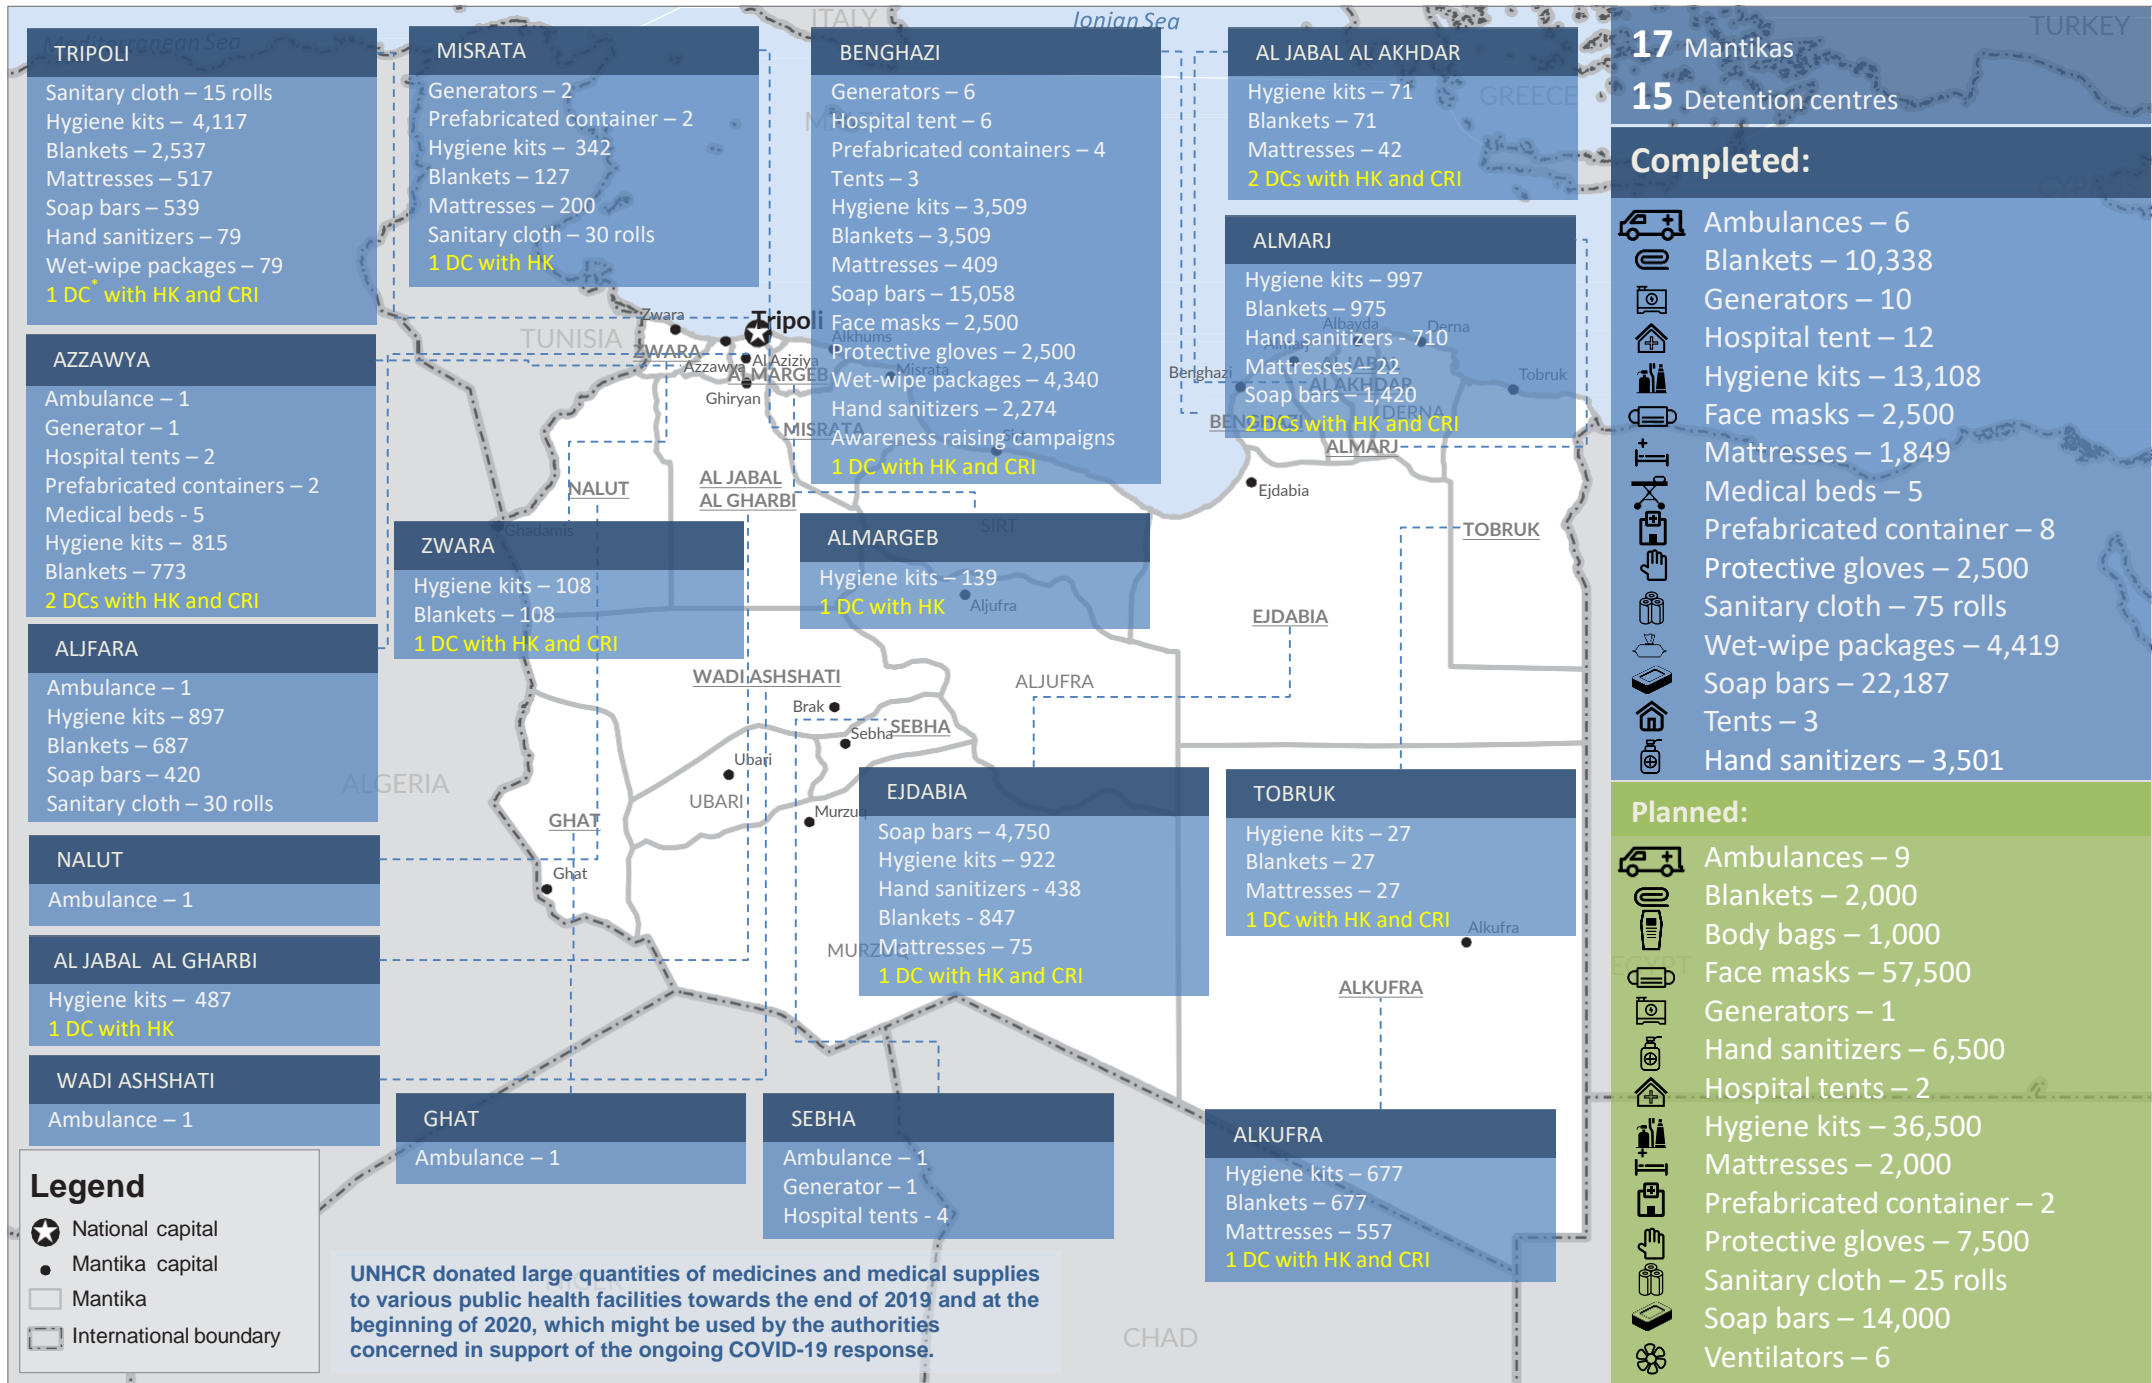 ITALY
Ionian Sea
TURKEY
Mediterranean Sea
GREECE
TRIPOLI
Sanitary cloth – 15 rolls
Hygiene kits – 4,117
Blankets – 2,537
Mattresses – 517
Soap bars – 539
Hand sanitizers – 79
Wet-wipe packages – 79
1 DC* with HK and CRI
MISRATA
Generators – 2
Prefabricated container – 2
Hygiene kits – 342
Blankets – 127
Mattresses – 200
Sanitary cloth – 30 rolls
1 DC with HK
BENGHAZI
Generators – 6
Hospital tent – 6
Prefabricated containers – 4
Tents – 3
Hygiene kits – 3,509
Blankets – 3,509
Mattresses – 409
Soap bars – 15,058
Face masks – 2,500
Protective gloves – 2,500
Wet-wipe packages – 4,340
Hand sanitizers – 2,274
Awareness raising campaigns
1 DC with HK and CRI
AL JABAL AL AKHDAR
Hygiene kits – 71
Blankets – 71
Mattresses – 42
2 DCs with HK and CRI
ALMARJ
Hygiene kits – 997
Blankets – 975
Hand sanitizers - 710
Mattresses – 22
Soap bars – 1,420
2 DCs with HK and CRI
AZZAWYA
Ambulance – 1
Generator – 1
Hospital tents – 2
Prefabricated containers – 2
Medical beds - 5
Hygiene kits – 815
Blankets – 773
2 DCs with HK and CRI
ALJFARA
Ambulance – 1
Hygiene kits – 897
Blankets – 687
Soap bars – 420
Sanitary cloth – 30 rolls
NALUT
Ambulance – 1
AL JABAL AL GHARBI
Hygiene kits – 487
1 DC with HK
WADI ASHSHATI
Ambulance – 1
ZWARA
Hygiene kits – 108
Blankets – 108
1 DC with HK and CRI
ALMARGEB
Hygiene kits – 139
1 DC with HK
EJDABIA
Soap bars – 4,750
Hygiene kits – 922
Hand sanitizers - 438
Blankets - 847
Mattresses – 75
1 DC with HK and CRI
TOBRUK
Hygiene kits – 27
Blankets – 27
Mattresses – 27
1 DC with HK and CRI
GHAT
Ambulance – 1
SEBHA
Ambulance – 1
Generator – 1
Hospital tents - 4
ALKUFRA
Hygiene kits – 677
Blankets – 677
Mattresses – 557
1 DC with HK and CRI
TUNISIA
Zwara
Tripoli
ZWARA
Azzawya
Al Aziziya
Alkhums
ALMARGEB
Ghiryan
Misrata
MISRATA
Sirt
NALUT
AL JABAL
AL GHARBI
Ghadamis
SIRT
Aljufra
Albayda
Derna
Almarj
AL JABAL
AL AKHDAR
DERNA
Benghazi
BENGHAZI
Tobruk
ALMARJ
Ejdabia
TOBRUK
EJDABIA
WADI ASHSHATI
ALJUFRA
Brak
Sebha
SEBHA
Ubari
UBARI
Murzuq
ALGERIA
GHAT
Ghat
MURZUQ
Alkufra
ALKUFRA
EGYPT
CHAD
17 Mantikas
15 Detention centres
Completed:
Ambulances – 6
Blankets – 10,338
Generators – 10
Hospital tent – 12
Hygiene kits – 13,108
Face masks – 2,500
Mattresses – 1,849
Medical beds – 5
Prefabricated container – 8
Protective gloves – 2,500
Sanitary cloth – 75 rolls
Wet-wipe packages – 4,419
Soap bars – 22,187
Tents – 3
Hand sanitizers – 3,501
Planned:
Ambulances – 9
Blankets – 2,000
Body bags – 1,000
Face masks – 57,500
Generators – 1
Hand sanitizers – 6,500
Hospital tents – 2
Hygiene kits – 36,500
Mattresses – 2,000
Prefabricated container – 2
Protective gloves – 7,500
Sanitary cloth – 25 rolls
Soap bars – 14,000
Ventilators – 6
Legend
National capital
Mantika capital
Mantika
International boundary
UNHCR donated large quantities of medicines and medical supplies
to various public health facilities towards the end of 2019 and at the
beginning of 2020, which might be used by the authorities
concerned in support of the ongoing COVID-19 response.